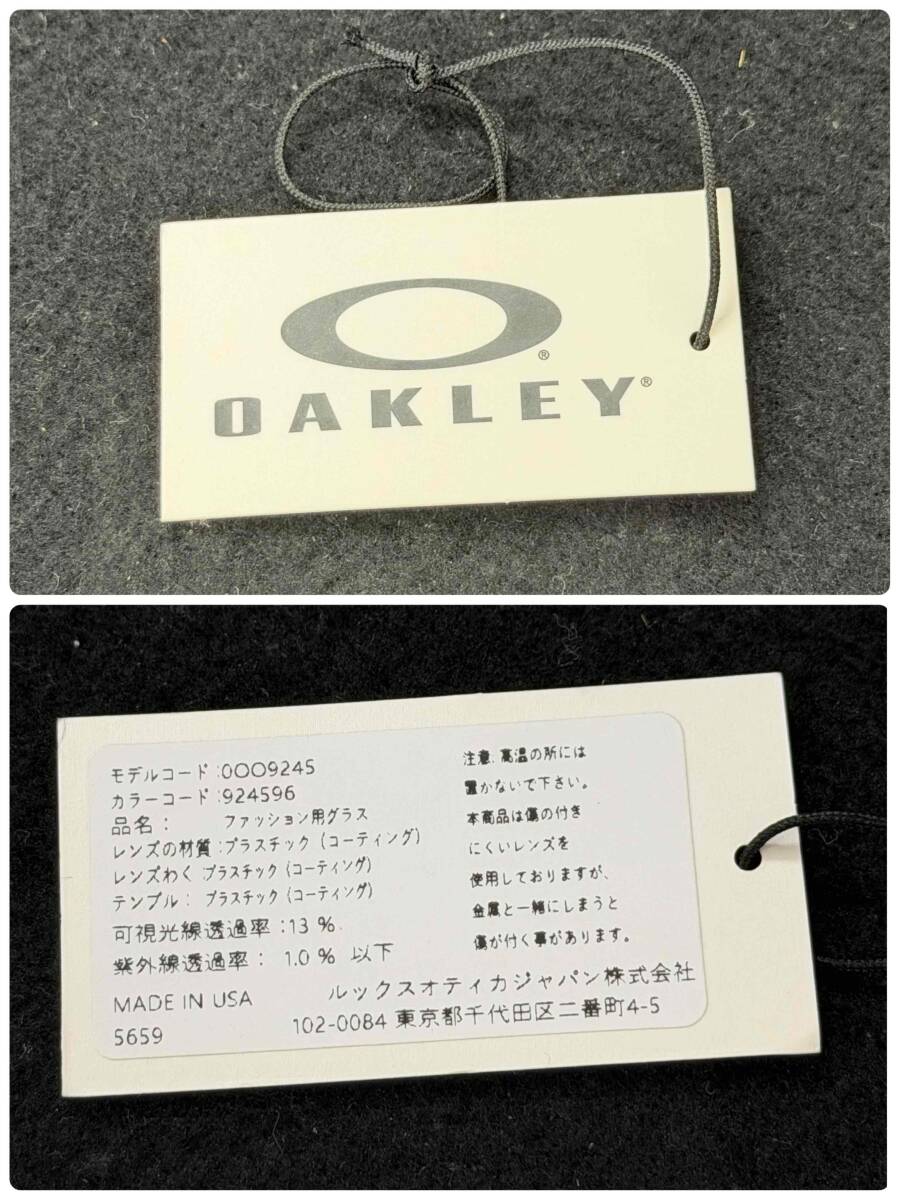 ®
OAKLEY®
モデルコード:0OO9245
カラーコード:924596
品名: ファッション用グラス
レンズの材質:プラスチック (コーティング)
レンズわく:プラスチック (コーティング)
テンプル: プラスチック (コーティング)
可視光線透過率:13 %
紫外線透過率: 1.0 % 以下
MADE IN USA
5659
注意. 高温の所には
置かないで下さい。
本商品は傷の付き
にくいレンズを
使用しておりますが、
金属と一緒にしまうと
傷が付く事があります。
ルックスオティカジャパン株式会社
102-0084 東京都千代田区二番町4-5